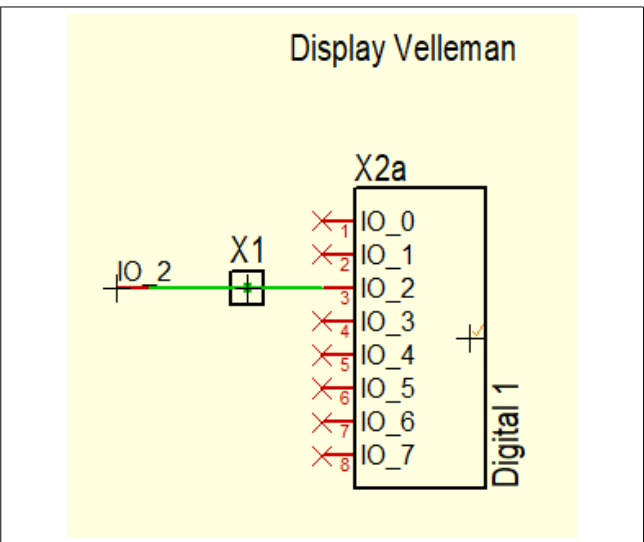 Display Velleman
X2a
X1
IO_2
1 IO_0
2 IO_1
3 IO_2
4 IO_3
5 IO_4
6 IO_5
7 IO_6
8 IO_7
Digital 1